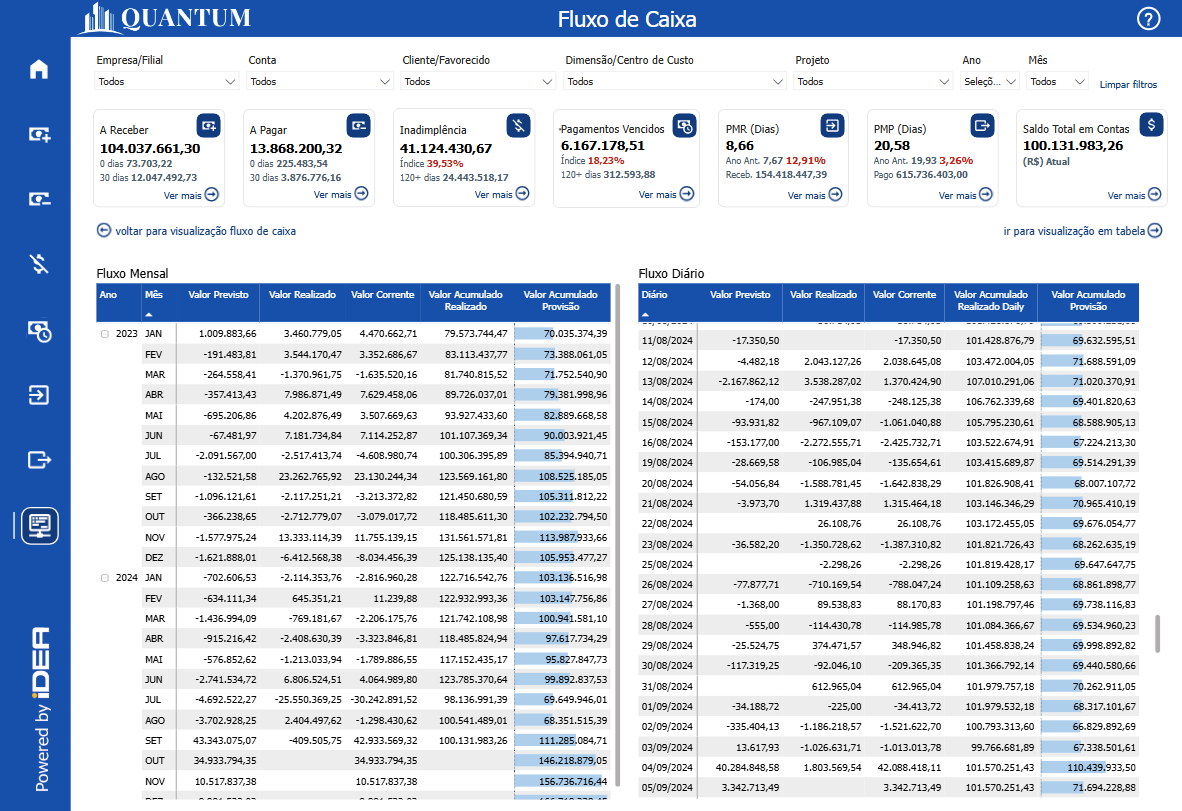 QUANTUM
Fluxo de Caixa
?
Empresa/Filial Conta Cliente/Favorecido Dimensão/Centro de Custo Projeto Ano Mês
Todos Todos Todos Todos Todos Seleçõ... Todos Limpar filtros
A Receber
104.037.661,30
0 dias 73.703,22
30 dias 12.047.492,73
Ver mais
A Pagar
13.868.200,32
0 dias 225.483,54
30 dias 3.876.776,16
Ver mais
Inadimplência
41.124.430,67
Índice 39,53%
120+ dias 24.443.518,17
Ver mais
Pagamentos Vencidos
6.167.178,51
Índice 18,23%
120+ dias 312.593,88
Ver mais
PMR (Dias)
8,66
Ano Ant. 7,67 12,91%
Receb. 154.418.447,39
Ver mais
PMP (Dias)
20,58
Ano Ant. 19,93 3,26%
Pago 615.736.403,00
Ver mais
$
Saldo Total em Contas
100.131.983,26
(R$) Atual
Ver mais
voltar para visualização fluxo de caixa
ir para visualização em tabela
Fluxo Mensal
Ano Mês Valor Previsto Valor Realizado Valor Corrente Valor Acumulado Realizado Valor Acumulado Provisão
2023 JAN 1.009.883,66 3.460.779,05 4.470.662,71 79.573.744,47 70.035.374,39
FEV -191.483,81 3.544.170,47 3.352.686,67 83.113.437,77 73.388.061,05
MAR -264.558,41 -1.370.961,75 -1.635.520,16 81.740.815,52 71.752.540,90
ABR -357.413,43 7.986.871,49 7.629.458,06 89.726.037,01 79.381.998,96
MAI -695.206,86 4.202.876,49 3.507.669,63 93.927.433,60 82.889.668,58
JUN -67.481,97 7.181.734,84 7.114.252,87 101.107.369,34 90.003.921,45
JUL -2.091.567,00 -2.517.413,74 -4.608.980,74 100.306.395,89 85.394.940,71
AGO -132.521,58 23.262.765,92 23.130.244,34 123.569.161,80 108.525.185,05
SET -1.096.121,61 -2.117.251,21 -3.213.372,82 121.450.680,59 105.311.812,22
OUT -366.238,65 -2.712.779,07 -3.079.017,72 118.485.611,30 102.232.794,50
NOV -1.577.975,24 13.333.114,39 11.755.139,15 131.561.571,81 113.987.933,66
DEZ -1.621.888,01 -6.412.568,38 -8.034.456,39 125.138.135,40 105.953.477,27
2024 JAN -702.606,53 -2.114.353,76 -2.816.960,28 122.716.542,76 103.136.516,98
FEV -634.111,34 645.351,21 11.239,88 122.932.993,36 103.147.756,86
MAR -1.436.994,09 -769.181,67 -2.206.175,76 121.742.108,98 100.941.581,10
ABR -915.216,42 -2.408.630,39 -3.323.846,81 118.485.824,94 97.617.734,29
MAI -576.852,62 -1.213.033,94 -1.789.886,55 117.152.435,17 95.827.847,73
JUN -2.741.534,72 6.806.524,51 4.064.989,80 123.785.370,64 99.892.837,53
JUL -4.692.522,27 -25.550.369,25 -30.242.891,52 98.136.991,39 69.649.946,01
AGO -3.702.928,25 2.404.497,62 -1.298.430,62 100.541.489,01 68.351.515,39
SET 43.343.075,07 -409.505,75 42.933.569,32 100.131.983,26 111.285.084,71
OUT 34.933.794,35 34.933.794,35 146.218.879,05
NOV 10.517.837,38 10.517.837,38 156.736.716,44
Fluxo Diário
Diário Valor Previsto Valor Realizado Valor Corrente Valor Acumulado Realizado Daily Valor Acumulado Provisão
11/08/2024 -17.350,50 -17.350,50 101.428.876,79 69.632.595,51
12/08/2024 -4.482,18 2.043.127,26 2.038.645,08 103.472.004,05 71.688.591,09
13/08/2024 -2.167.862,12 3.538.287,02 1.370.424,90 107.010.291,06 71.020.370,91
14/08/2024 -174,00 -247.951,38 -248.125,38 106.762.339,68 69.401.820,63
15/08/2024 -93.931,82 -967.109,07 -1.061.040,88 105.795.230,61 68.588.905,13
16/08/2024 -153.177,00 -2.272.555,71 -2.425.732,71 103.522.674,91 67.224.213,30
19/08/2024 -28.669,58 -106.985,04 -135.654,61 103.415.689,87 69.514.291,39
20/08/2024 -54.056,84 -1.588.781,45 -1.642.838,29 101.826.908,41 68.007.107,72
21/08/2024 -3.973,70 1.319.437,88 1.315.464,18 103.146.346,29 70.965.410,19
22/08/2024 26.108,76 26.108,76 103.172.455,05 69.676.054,77
23/08/2024 -36.582,20 -1.350.728,62 -1.387.310,82 101.821.726,43 68.262.635,19
25/08/2024 -2.298,26 -2.298,26 101.819.428,17 69.647.647,75
26/08/2024 -77.877,71 -710.169,54 -788.047,24 101.109.258,63 68.861.898,77
27/08/2024 -1.368,00 89.538,83 88.170,83 101.198.797,46 69.738.116,83
28/08/2024 -555,00 -114.430,78 -114.985,78 101.084.366,67 69.534.960,23
29/08/2024 -25.524,75 374.471,57 348.946,82 101.458.838,24 69.998.892,82
30/08/2024 -117.319,25 -92.046,10 -209.365,35 101.366.792,14 69.440.580,66
31/08/2024 612.965,04 612.965,04 101.979.757,18 70.262.911,05
01/09/2024 -34.188,72 -225,00 -34.413,72 101.979.532,18 68.317.101,67
02/09/2024 -335.404,13 -1.186.218,57 -1.521.622,70 100.793.313,60 66.829.892,69
03/09/2024 13.617,93 -1.026.631,71 -1.013.013,78 99.766.681,89 67.338.501,61
04/09/2024 40.284.848,58 1.803.569,54 42.088.418,11 101.570.251,43 110.439.933,50
05/09/2024 3.342.713,49 3.342.713,49 101.570.251,43 71.694.228,88
Powered by iDEA